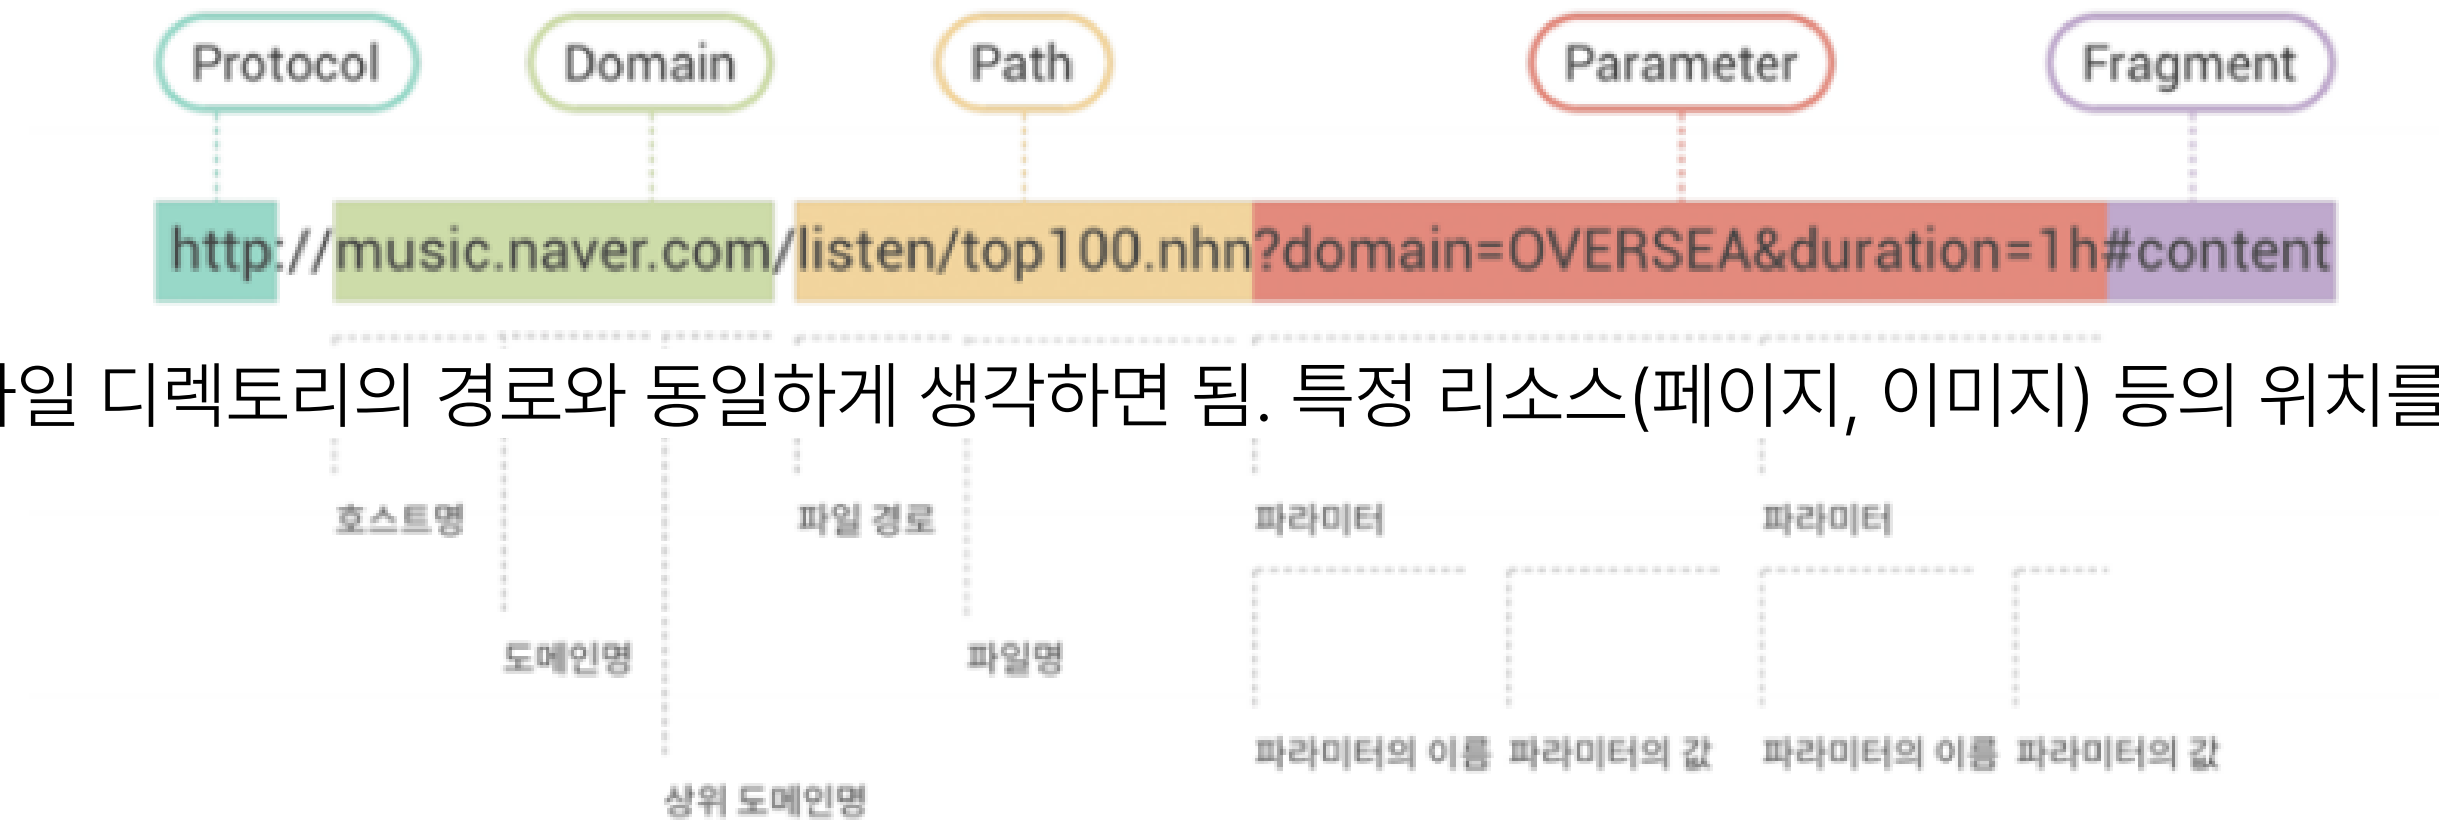 Protocol Domain Path Parameter Fragment
http://music.naver.com/listen/top100.nhn?domain=OVERSEA&duration=1h#content
일 디렉토리의 경로와 동일하게 생각하면 됨. 특정 리소스(페이지, 이미지) 등의 위치를
호스트명 파일 경로 파라미터 파라미터
도메인명 파일명
파라미터의 이름 파라미터의 값 파라미터의 이름 파라미터의 값
상위 도메인명